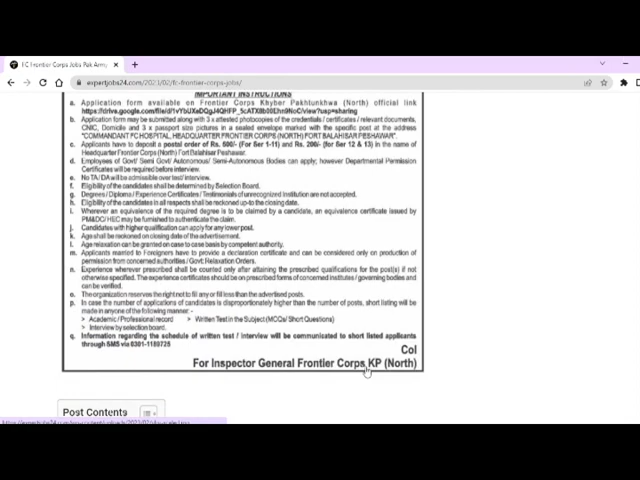 FC Frontier Corps Jobs Pak Army
expertjobs24.com/2023/02/fc-frontier-corps-jobs/
IMPORTANT INSTRUCTIONS
a. Application form available on Frontier Corps Khyber Pakhtunkhwa (North) official link
b. Application form may be submitted along with 3 x attested photocopies of the credentials / certificates / relevant documents,
CNIC, Domicile and 3 x passport size pictures in a sealed envelope marked with the specific post at the address
"COMMANDANT FC HOSPITAL, HEADQUARTER FRONTIER CORPS (NORTH) FORT BALAHISAR PESHAWAR".
c. Applicants have to deposit a postal order of Rs. 500/- (For Ser 1-11) and Rs. 200/- (for Ser 12 & 13) in the name of
Headquarter Frontier Corps (North) Fort Balahisar Peshawar.
d. Employees of Govt/ Semi Govt/ Autonomous/ Semi-Autonomous Bodies can apply; however Departmental Permission
Certificates will be required before interview.
e. No TA/DA will be admissible over test/ interview.
f. Eligibility of the candidates shall be determined by Selection Board.
g. Degrees / Diploma / Experience Certificates / Testimonials of unrecognized Institution are not accepted.
h. Eligibility of the candidates in all respects shall be reckoned up-to the closing date.
i. Wherever an equivalence of the required degree is to be claimed by a candidate, an equivalence certificate issued by
PM&DC/ HEC may be furnished to authenticate the claim.
j. Candidates with higher qualification can apply for any lower post.
k. Age shall be reckoned on closing date of the advertisement.
l. Age relaxation can be granted on case to case basis by competent authority.
m. Applicants married to Foreigners have to provide a declaration certificate and can be considered only on production of
permission from concerned authorities / Govt Relaxation Orders.
n. Experience wherever prescribed shall be counted only after attaining the prescribed qualifications for the post(s) if not
otherwise specified. The experience certificates should be on prescribed forms of concerned institutes / governing bodies and
can be verified.
o. The organization reserves the right not to fill any or fill less than the advertised posts.
p. In case the number of applications of candidates is disproportionately higher than the number of posts, short listing will be
made in anyone of the following manner: -
> Academic / Professional record > Written Test in the Subject (MCQs/ Short Questions)
> Interview by selection board.
q. Information regarding the schedule of written test / interview will be communicated to short listed applicants
through SMS via 0301-1189725
Col
For Inspector General Frontier Corps KP (North)
Post Contents